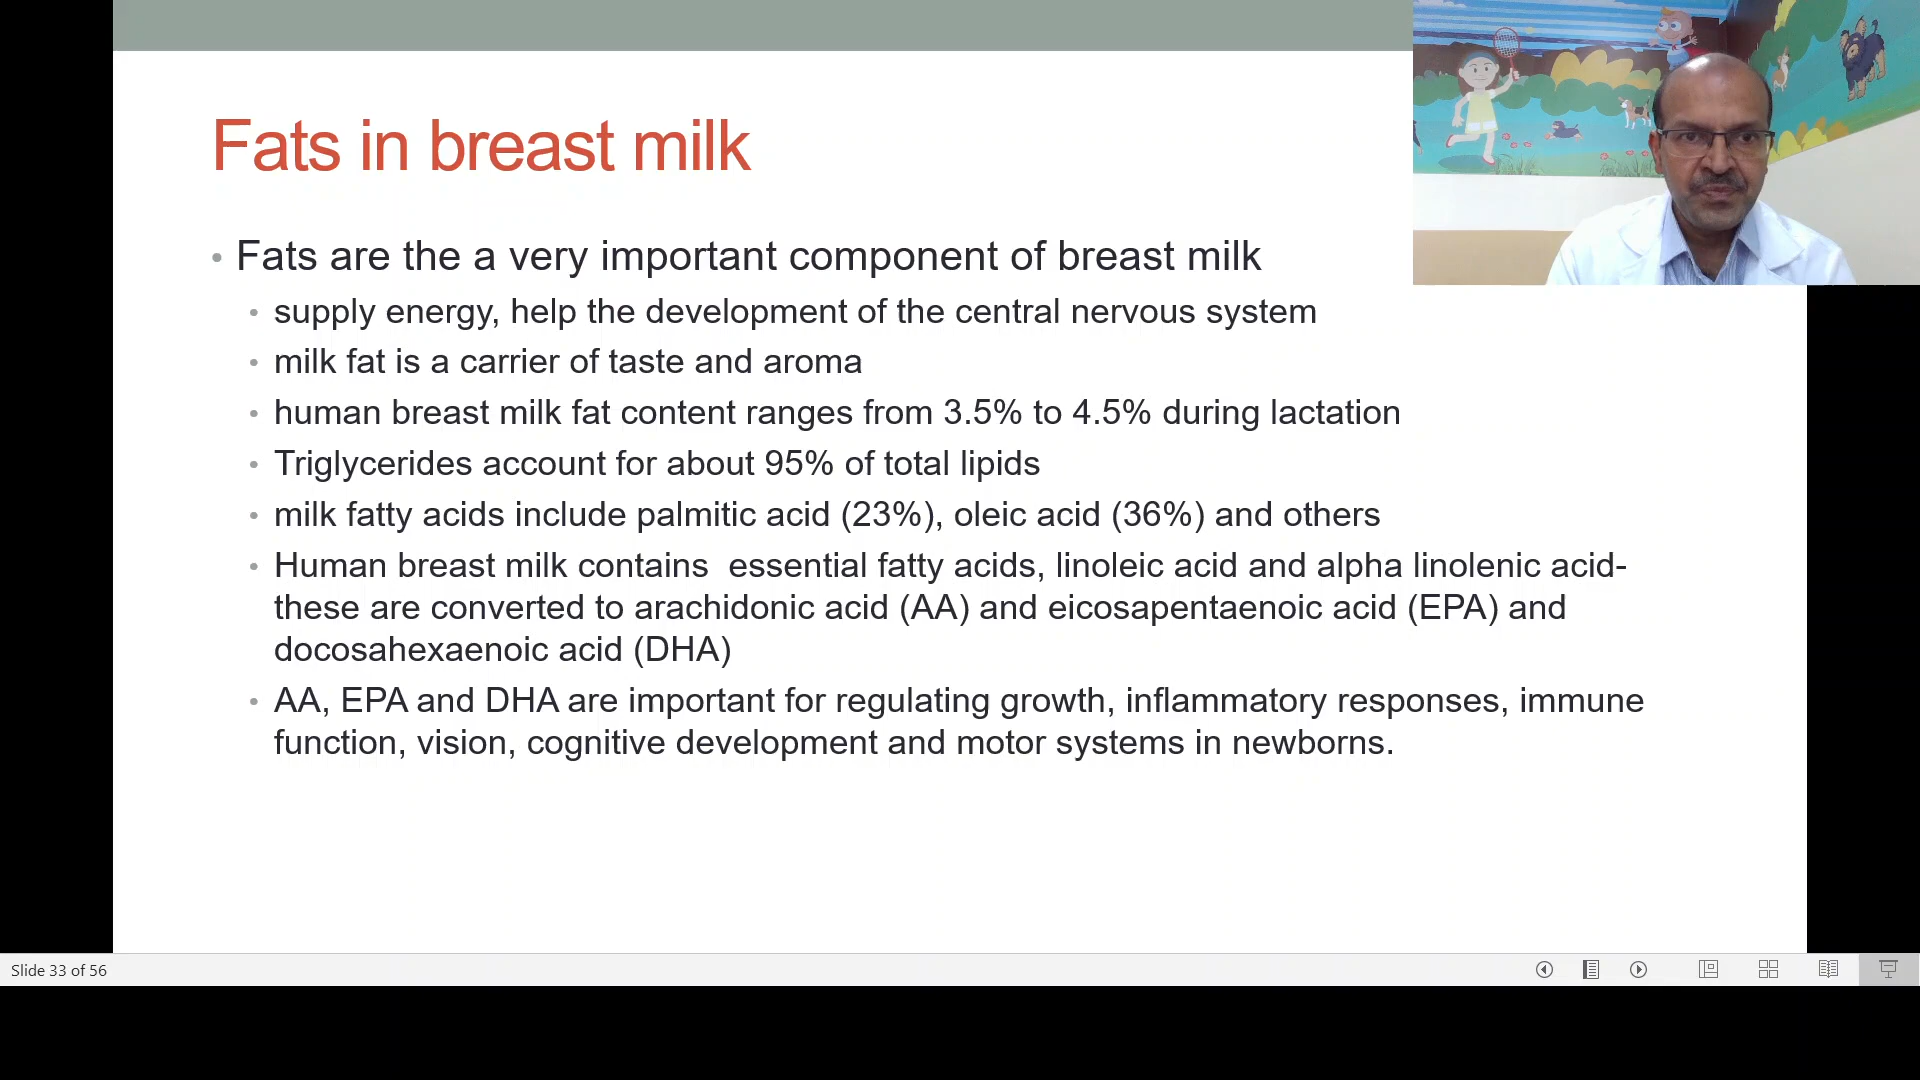 Fats in breast milk
• Fats are the a very important component of breast milk
• supply energy, help the development of the central nervous system
• milk fat is a carrier of taste and aroma
• human breast milk fat content ranges from 3.5% to 4.5% during lactation
• Triglycerides account for about 95% of total lipids
• milk fatty acids include palmitic acid (23%), oleic acid (36%) and others
• Human breast milk contains  essential fatty acids, linoleic acid and alpha linolenic acid-
these are converted to arachidonic acid (AA) and eicosapentaenoic acid (EPA) and
docosahexaenoic acid (DHA)
• AA, EPA and DHA are important for regulating growth, inflammatory responses, immune
function, vision, cognitive development and motor systems in newborns.
Slide 33 of 56